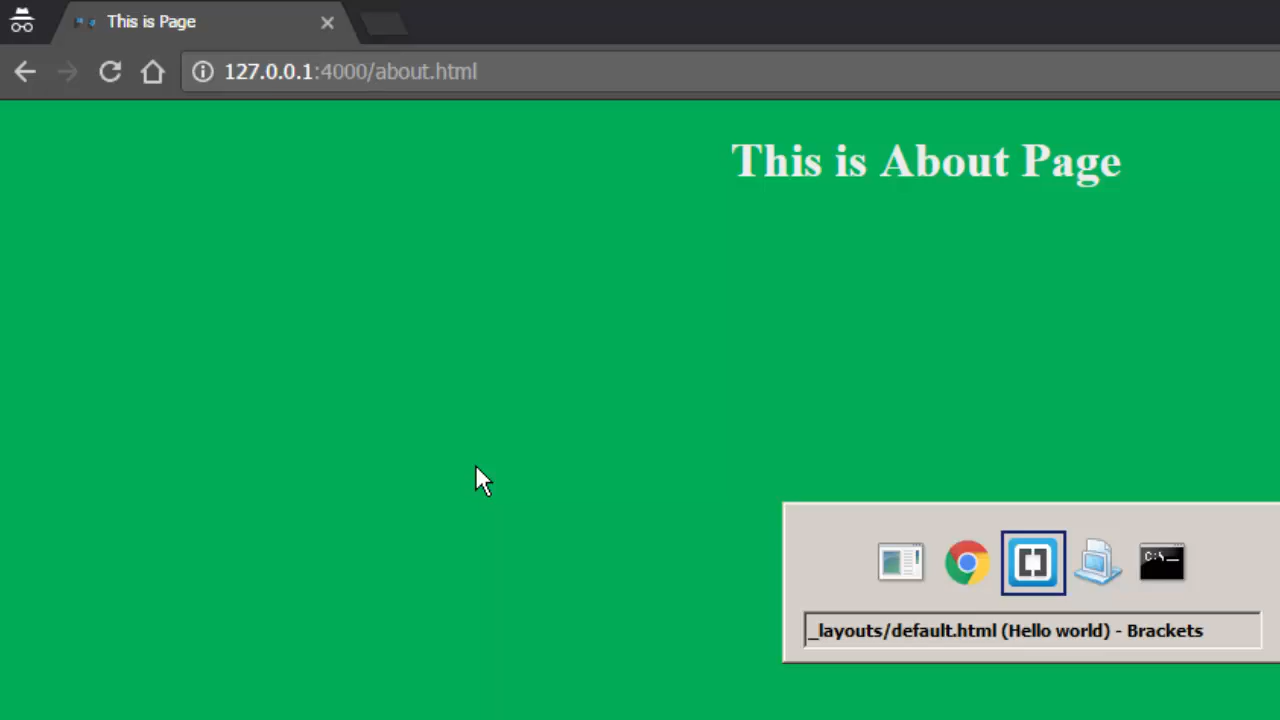 This is Page
127.0.0.1:4000/about.html
This is About Page
C:\_
_layouts/default.html (Hello world) - Brackets